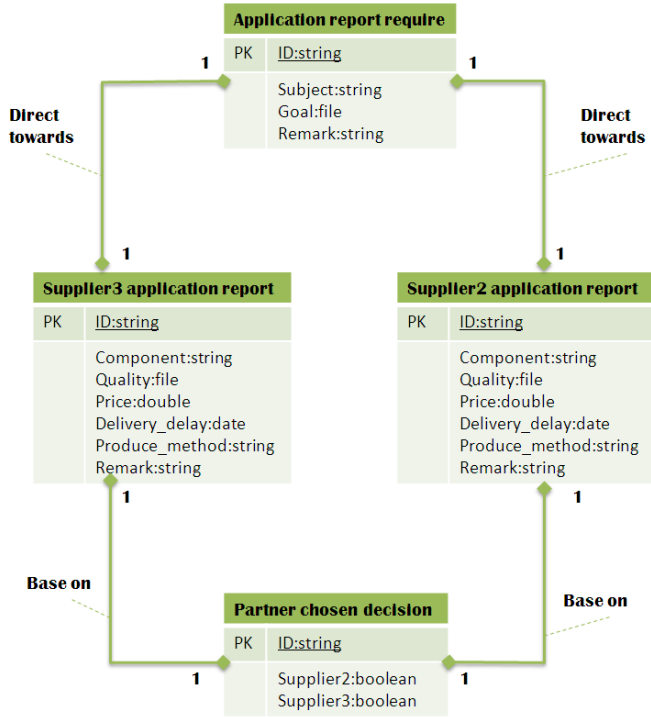 Application report require
PK ID:string
Subject:string
Goal:file
Remark:string
1
1
Direct
towards
Direct
towards
1
1
Supplier3 application report
PK ID:string
Component:string
Quality:file
Price:double
Delivery_delay:date
Produce_method:string
Remark:string
Supplier2 application report
PK ID:string
Component:string
Quality:file
Price:double
Delivery_delay:date
Produce_method:string
Remark:string
1
1
Base on
Base on
Partner chosen decision
PK ID:string
Supplier2:boolean
Supplier3:boolean
1
1